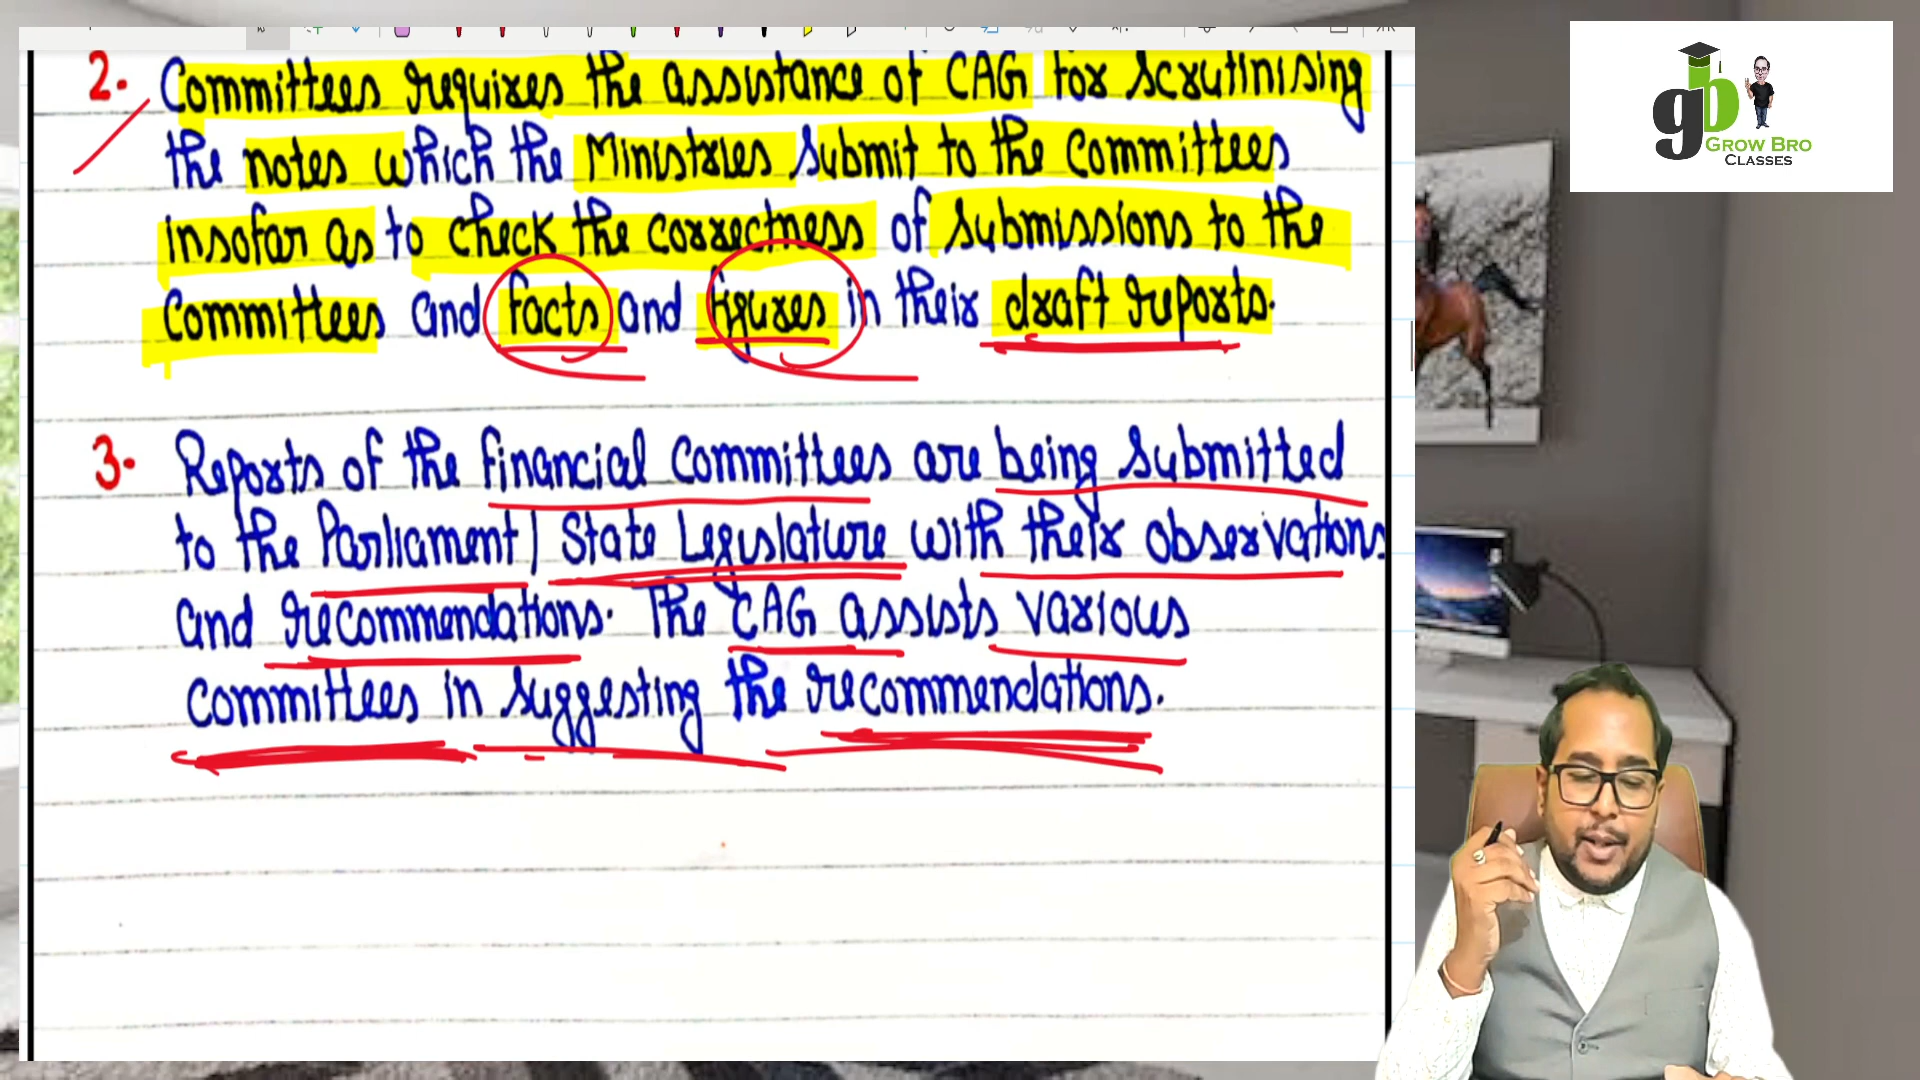 2. Committees requires the assistance of CAG for scrutinising
the notes which the Ministries submit to the committees
insofar as to check the correctness of submissions to the
committees and facts and figures in their draft reports.
3. Reports of the financial committees are being submitted
to the Parliament/ State Legislature with their observations
and recommendations. The CAG assists various
committees in suggesting the recommendations.
gb
GROW BRO
CLASSES